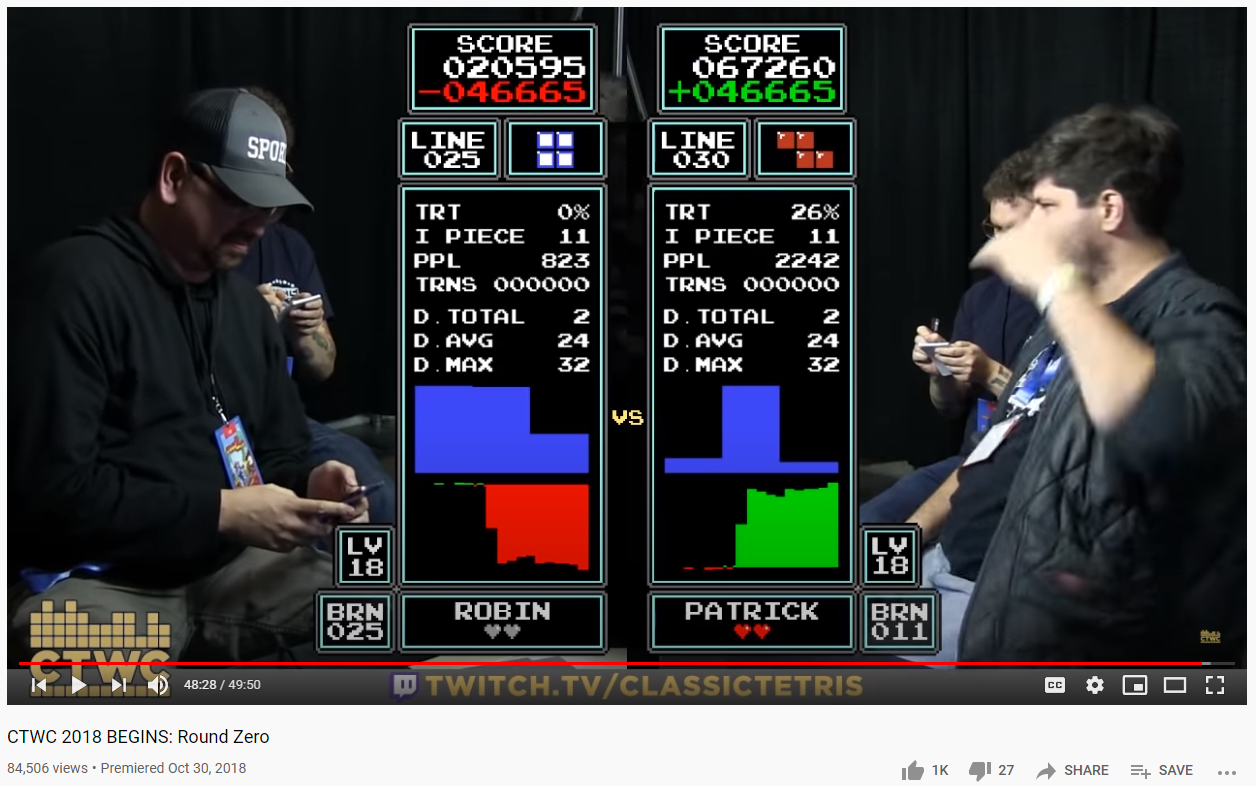 SCORE
020595
-046665
LINE
025
TRT 0%
I PIECE 11
PPL 823
TRNS 000000
D.TOTAL 2
D.AVG 24
D.MAX 32
LV
18
BRN
025
ROBIN
VS
SCORE
067260
+046665
LINE
030
TRT 26%
I PIECE 11
PPL 2242
TRNS 000000
D.TOTAL 2
D.AVG 24
D.MAX 32
LV
18
BRN
011
PATRICK
SPOR
CTWC
CTWC
48:28 / 49:50
TWITCH.TV/CLASSICTETRIS
CC
CTWC 2018 BEGINS: Round Zero
84,506 views • Premiered Oct 30, 2018
1K 27 SHARE SAVE